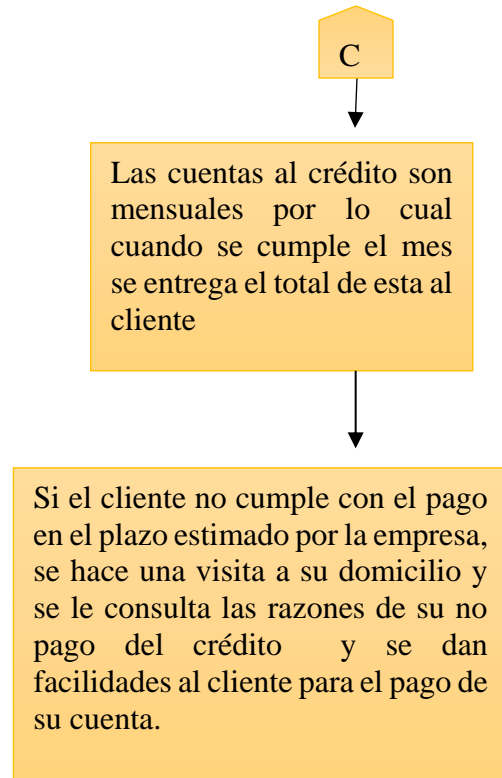 C
Las cuentas al crédito son
mensuales por lo cual
cuando se cumple el mes
se entrega el total de esta al
cliente
Si el cliente no cumple con el pago
en el plazo estimado por la empresa,
se hace una visita a su domicilio y
se le consulta las razones de su no
pago del crédito y se dan
facilidades al cliente para el pago de
su cuenta.